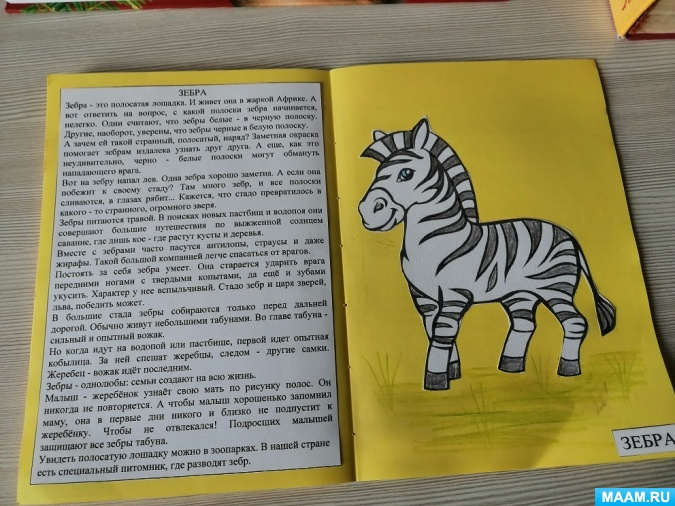 ЗЕБРА
Зебра - это полосатая лошадка. И живет она в жаркой Африке. А
вот ответить на вопрос, с какой полоски зебра начинается,
нелегко. Одни считают, что зебры белые - в черную полоску.
Другие, наоборот, уверены, что зебры черные в белую полоску.
А зачем ей такой странный, полосатый, наряд? Заметная окраска
помогает зебрам издалека узнать друг друга. А еще, как это
неудивительно, черно - белые полоски могут обмануть
нападающего врага.
Вот на зебру напал лев. Одна зебра хорошо заметна. А если она
побежит к своему стаду? Там много зебр, и все полоски
сливаются, в глазах рябит... Кажется, что стадо превратилось в
какого - то странного, огромного зверя.
Зебры питаются травой. В поисках новых пастбищ и водопоя они
совершают большие путешествия по выжженной солнцем
саванне, где лишь кое - где растут кусты и деревья.
Вместе с зебрами часто пасутся антилопы, страусы и даже
жирафы. Такой большой компанией легче спасаться от врагов.
Постоять за себя зебра умеет. Она старается ударить врага
передними ногами с твердыми копытами, да ещё и зубами
укусить. Характер у нее вспыльчивый. Стадо зебр и царя зверей,
льва, победить может.
В большие стада зебры собираются только перед дальней
дорогой. Обычно живут небольшими табунами. Во главе табуна -
сильный и опытный вожак.
Но когда идут на водопой или пастбище, первой идет опытная
кобылица. За ней спешат жеребцы, следом - другие самки.
Жеребец - вожак идёт последним.
Зебры - однолюбы: семьи создают на всю жизнь.
Малыш - жеребёнок узнаёт свою мать по рисунку полос. Он
никогда не повторяется. А чтобы малыш хорошенько запомнил
маму, она в первые дни никого и близко не подпустит к
жеребёнку. Чтобы не отвлекался! Подросших малышей
защищают все зебры табуна.
Увидеть полосатую лошадку можно в зоопарках. В нашей стране
есть специальный питомник, где разводят зебр.
ЗЕБРА
MAAM.RU